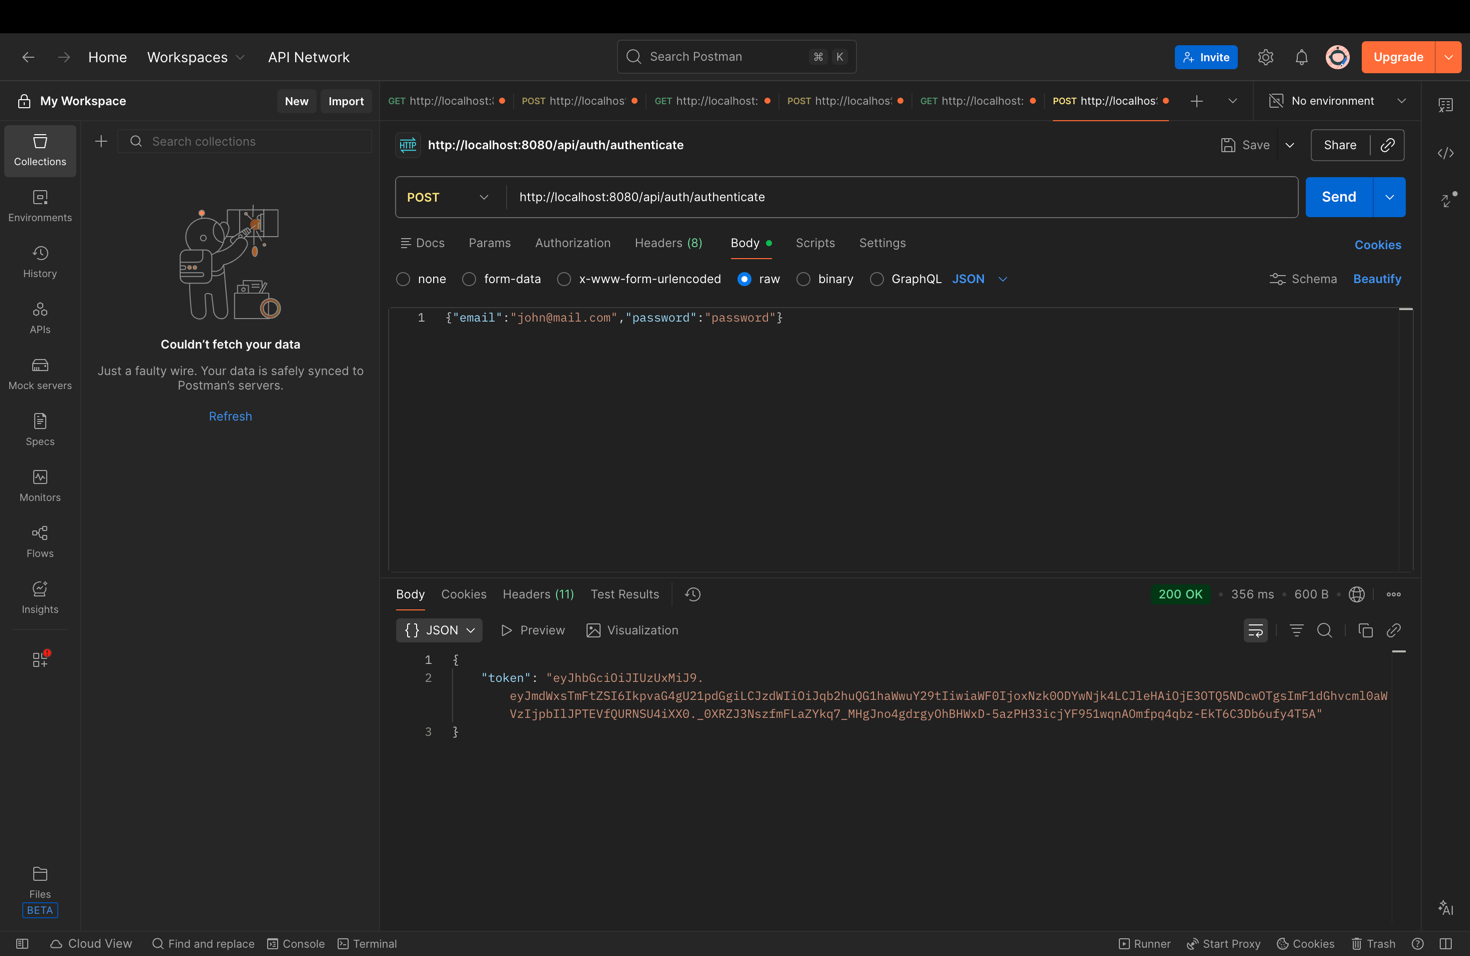 Home Workspaces API Network
Search Postman ⌘ K
Invite
Upgrade
My Workspace
New Import
GET http://localhost:
POST http://localhos
GET http://localhost:
POST http://localhos
GET http://localhost:
POST http://localhos
No environment
Collections
Environments
History
APIs
Mock servers
Specs
Monitors
Flows
Insights
Files
BETA
Search collections
Couldn’t fetch your data
Just a faulty wire. Your data is safely synced to
Postman’s servers.
Refresh
HTTP http://localhost:8080/api/auth/authenticate
Save Share
POST http://localhost:8080/api/auth/authenticate
Send
Docs Params Authorization Headers (8) Body Scripts Settings
Cookies
none form-data x-www-form-urlencoded raw binary GraphQL JSON
Schema Beautify
1 {"email":"john@mail.com","password":"password"}
Body Cookies Headers (11) Test Results
200 OK • 356 ms • 600 B •
{} JSON Preview Visualization
1 {
2 "token": "eyJhbGciOiJIUzUxMiJ9.
eyJmdWxsTmFtZSI6IkpvaG4gU21pdGgiLCJzdWIiOiJqb2huQG1haWwuY29tIiwiaWF0IjoxNzk0ODYwNjk4LCJleHAiOjE3OTQ5NDcwOTgsImF1dGhvcml0aW
VzIjpbIlJPTEVfQURNSU4iXX0._0XRZJ3NszfmFLaZYkq7_MHgJno4gdrgyOhBHWxD-5azPH33icjYF951wqnAOmfpq4qbz-EkT6C3Db6ufy4T5A"
3 }
AI
Cloud View Find and replace Console Terminal
Runner Start Proxy Cookies Trash